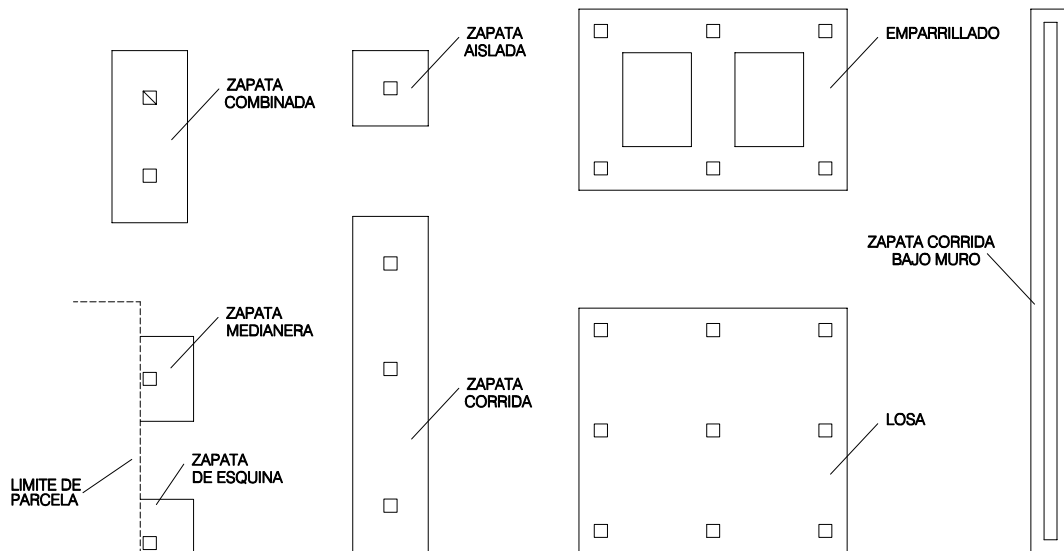 ZAPATA
COMBINADA
ZAPATA
AISLADA
EMPARRILLADO
ZAPATA CORRIDA
BAJO MURO
ZAPATA
MEDIANERA
ZAPATA
CORRIDA
LOSA
ZAPATA
DE ESQUINA
LIMITE DE
PARCELA